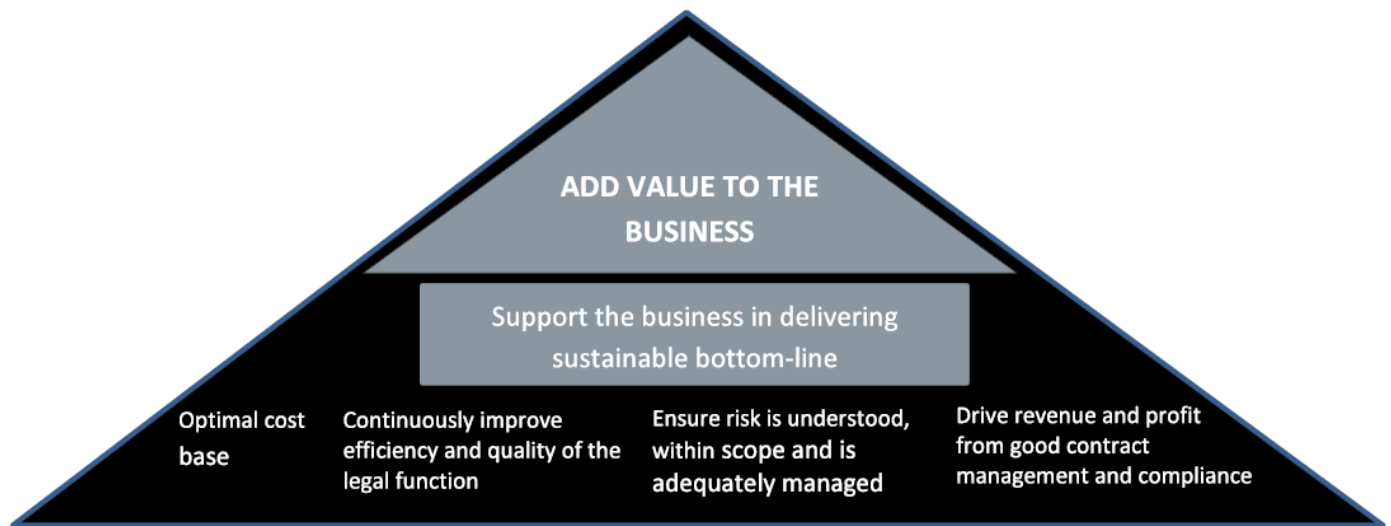 ADD VALUE TO THE
BUSINESS
Support the business in delivering
sustainable bottom-line
Optimal cost
base
Continuously improve
efficiency and quality of the
legal function
Ensure risk is understood,
within scope and is
adequately managed
Drive revenue and profit
from good contract
management and compliance